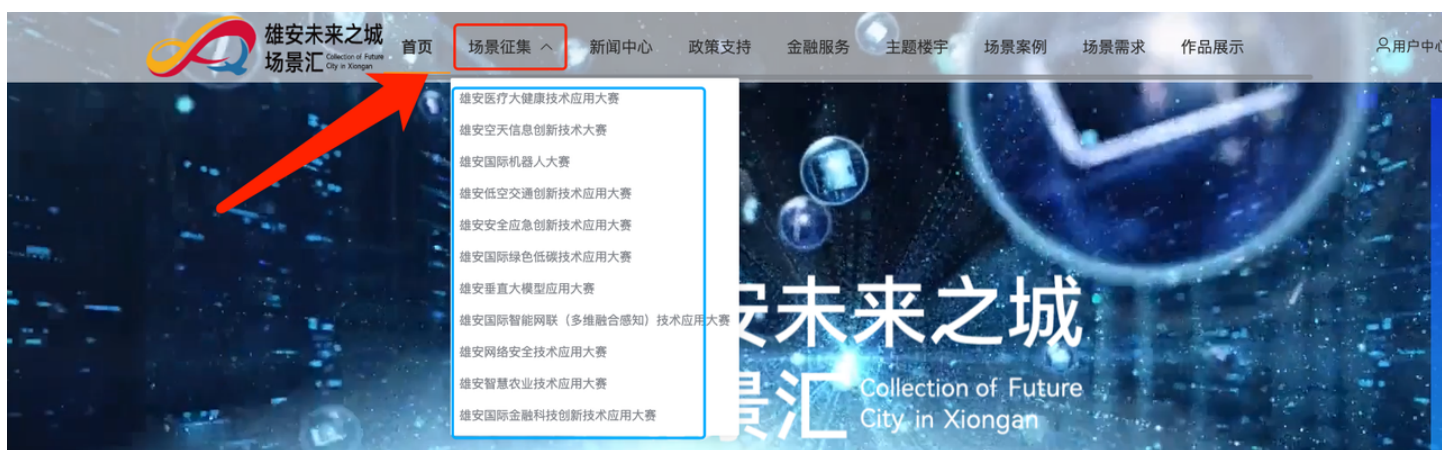 雄安未来之城
场景汇 Collection of Future
City in Xiongan
首页 场景征集 新闻中心 政策支持 金融服务 主题楼宇 场景案例 场景需求 作品展示 用户中心
雄安医疗大健康技术应用大赛
雄安空天信息创新技术大赛
雄安国际机器人大赛
雄安低空交通创新技术应用大赛
雄安安全应急创新技术应用大赛
雄安国际绿色低碳技术应用大赛
雄安垂直大模型应用大赛
雄安国际智能网联（多维融合感知）技术应用大赛
雄安网络安全技术应用大赛
雄安智慧农业技术应用大赛
雄安国际金融科技创新技术应用大赛
安未来之城
景汇 Collection of Future
City in Xiongan